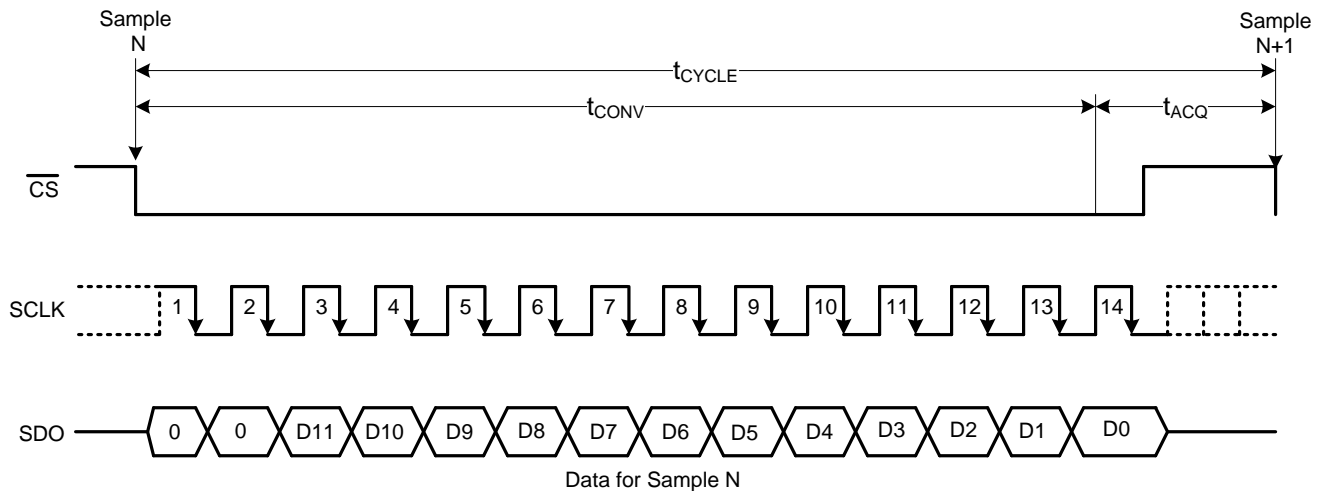 Sample
N
Sample
N+1
tCYCLE
tCONV
tACQ
CS
SCLK
1 2 3 4 5 6 7 8 9 10 11 12 13 14
SDO
0 0 D11 D10 D9 D8 D7 D6 D5 D4 D3 D2 D1 D0
Data for Sample N